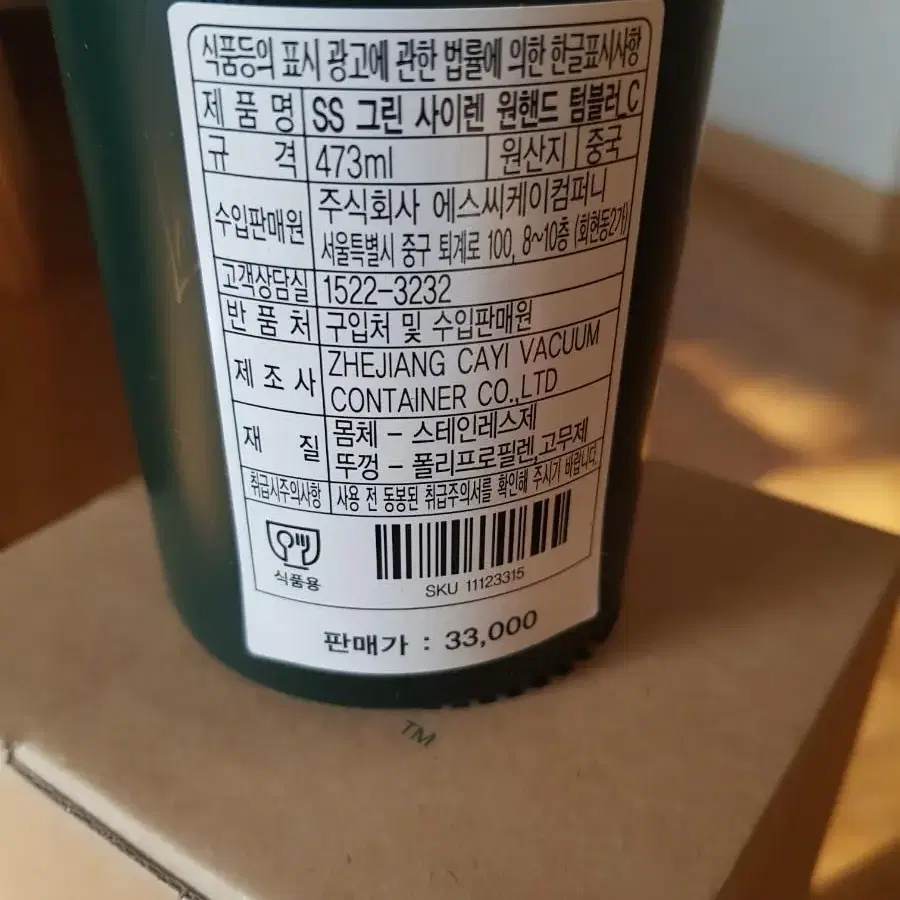 식품등의 표시 광고에 관한 법률에 의한 한글표시사항
제 품 명 SS 그린 사이렌 원핸드 텀블러_C
규 격 473ml 원산지 중국
수입판매원 주식회사 에스씨케이컴퍼니
서울특별시 중구 퇴계로 100, 8~10층 (회현동2가)
고객상담실 1522-3232
반 품 처 구입처 및 수입판매원
제 조 사 ZHEJIANG CAYI VACUUM
CONTAINER CO.,LTD
재 질 몸체 - 스테인레스제
뚜껑 - 폴리프로필렌,고무제
취급시주의사항 사용 전 동봉된 취급주의서를 확인해 주시기 바랍니다.
식품용
SKU 11123315
판매가 : 33,000
TM